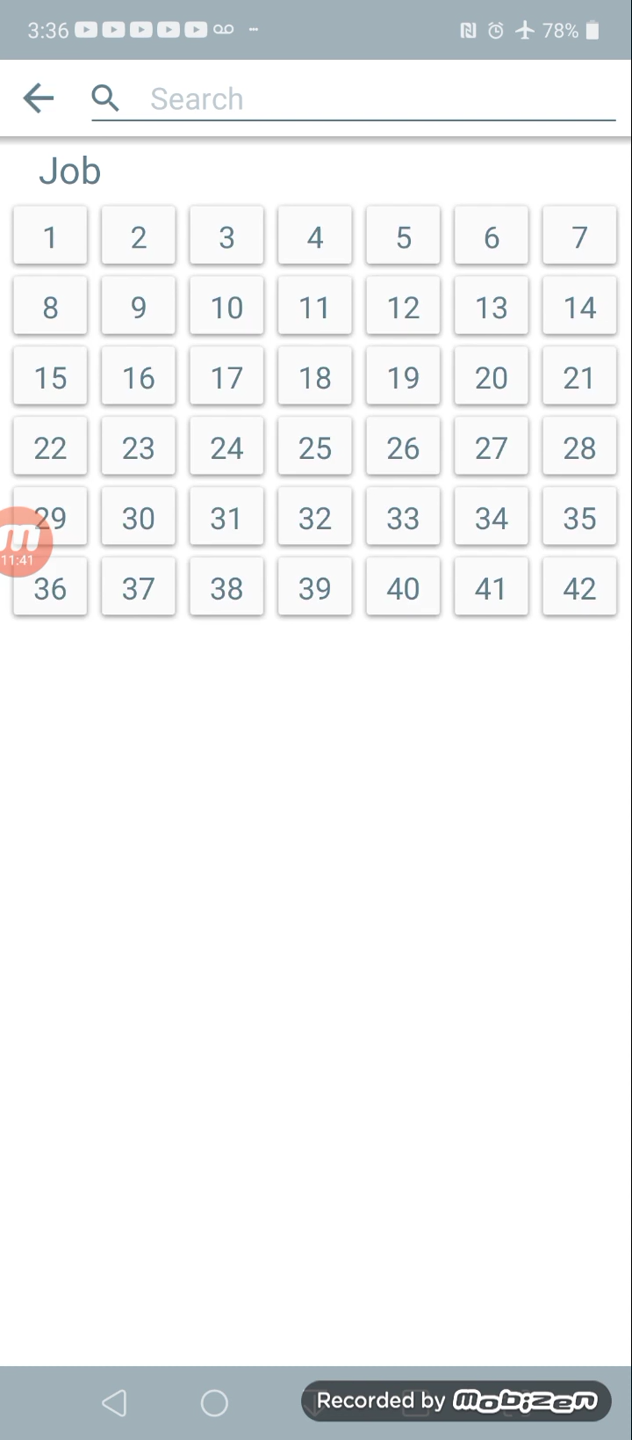 3:36 78%
Search
Job
1 2 3 4 5 6 7
8 9 10 11 12 13 14
15 16 17 18 19 20 21
22 23 24 25 26 27 28
29 30 31 32 33 34 35
11:41
36 37 38 39 40 41 42
Recorded by mobizen